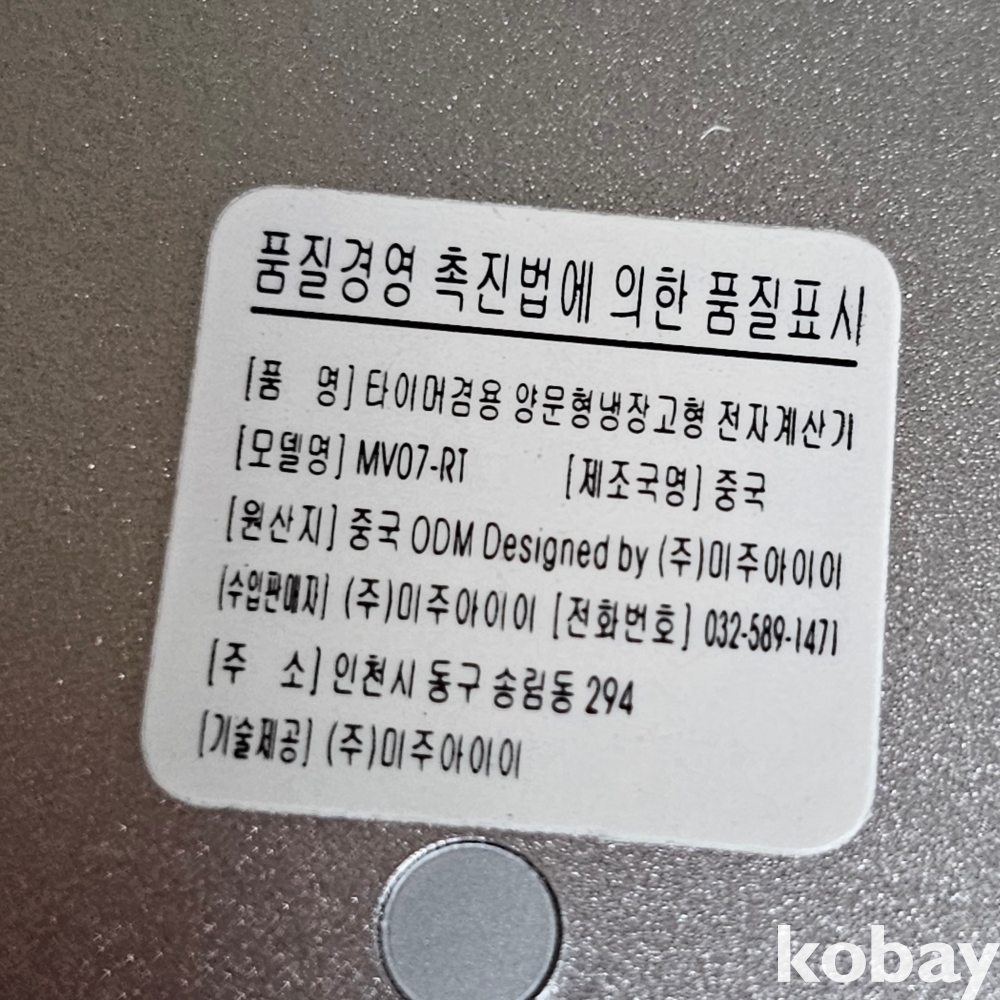 품질경영 촉진법에 의한 품질표시
[품 명] 타이머겸용 양문형냉장고형 전자계산기
[모델명] MV07-RT [제조국명] 중국
[원산지] 중국 ODM Designed by (주)미주아이이
[수입판매자] (주)미주아이이 [전화번호] 032-589-1471
[주 소] 인천시 동구 송림동 294
[기술제공] (주)미주아이이
kobay